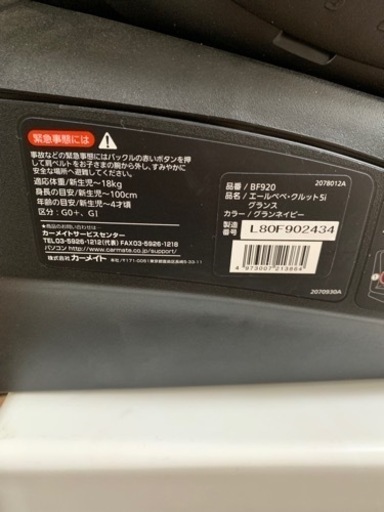 緊急事態には
事故などの緊急事態にはバックルの赤いボタンを押
して肩ベルトをお子さまの腕から外し、すみやかに
安全な場所へ避難してください。
適応体重/新生児~18kg
身長の目安/新生児~100cm
年齢の目安/新生児~4才頃
区分：G0+、GI
●商品のお問い合わせ
カーメイトサービスセンター
TEL03-5926-1212(代表) FAX03-5926-1218
パソコン http://www.carmate.co.jp/support/
株式会社 カーメイト
品番 / BF920
2078012A
品名 / エールベベ・クルット5i
グランス
カラー / グランネイビー
製造
番号
L80F902434
4 973007 213664
2070930A